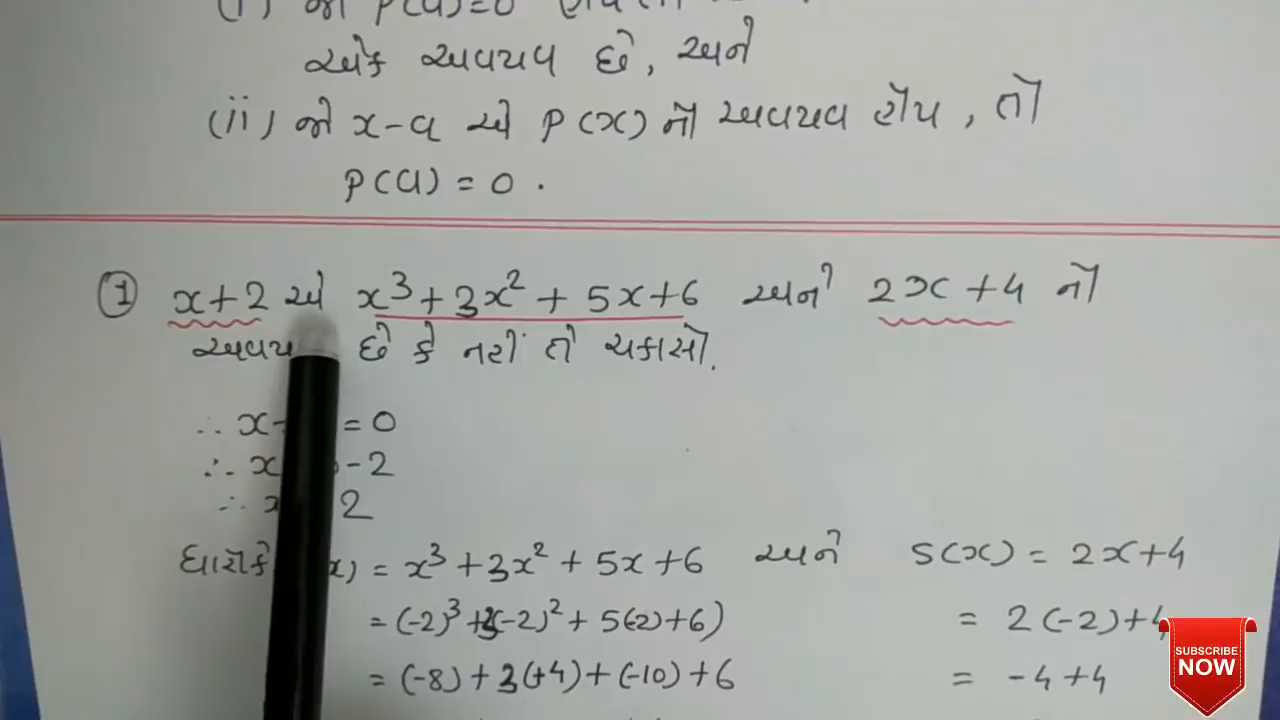 (i) જો P(a)=0
એક અવયવ છે, અને
(ii) જો x-a એ P(x) નો અવયવ હોય, તો
P(a) = 0 .
① x+2 એ x³+3x²+5x+6 અને 2x+4 નો
છે કે નહીં તે ચકાસો.
= 0
-2
2
ધારોકે = x³+3x²+5x+6 અને S(x) = 2x+4
= (-2)³+3(-2)²+5(-2)+6) = 2(-2)+4
= (-8)+3(+4)+(-10)+6 = -4+4
SUBSCRIBE
NOW